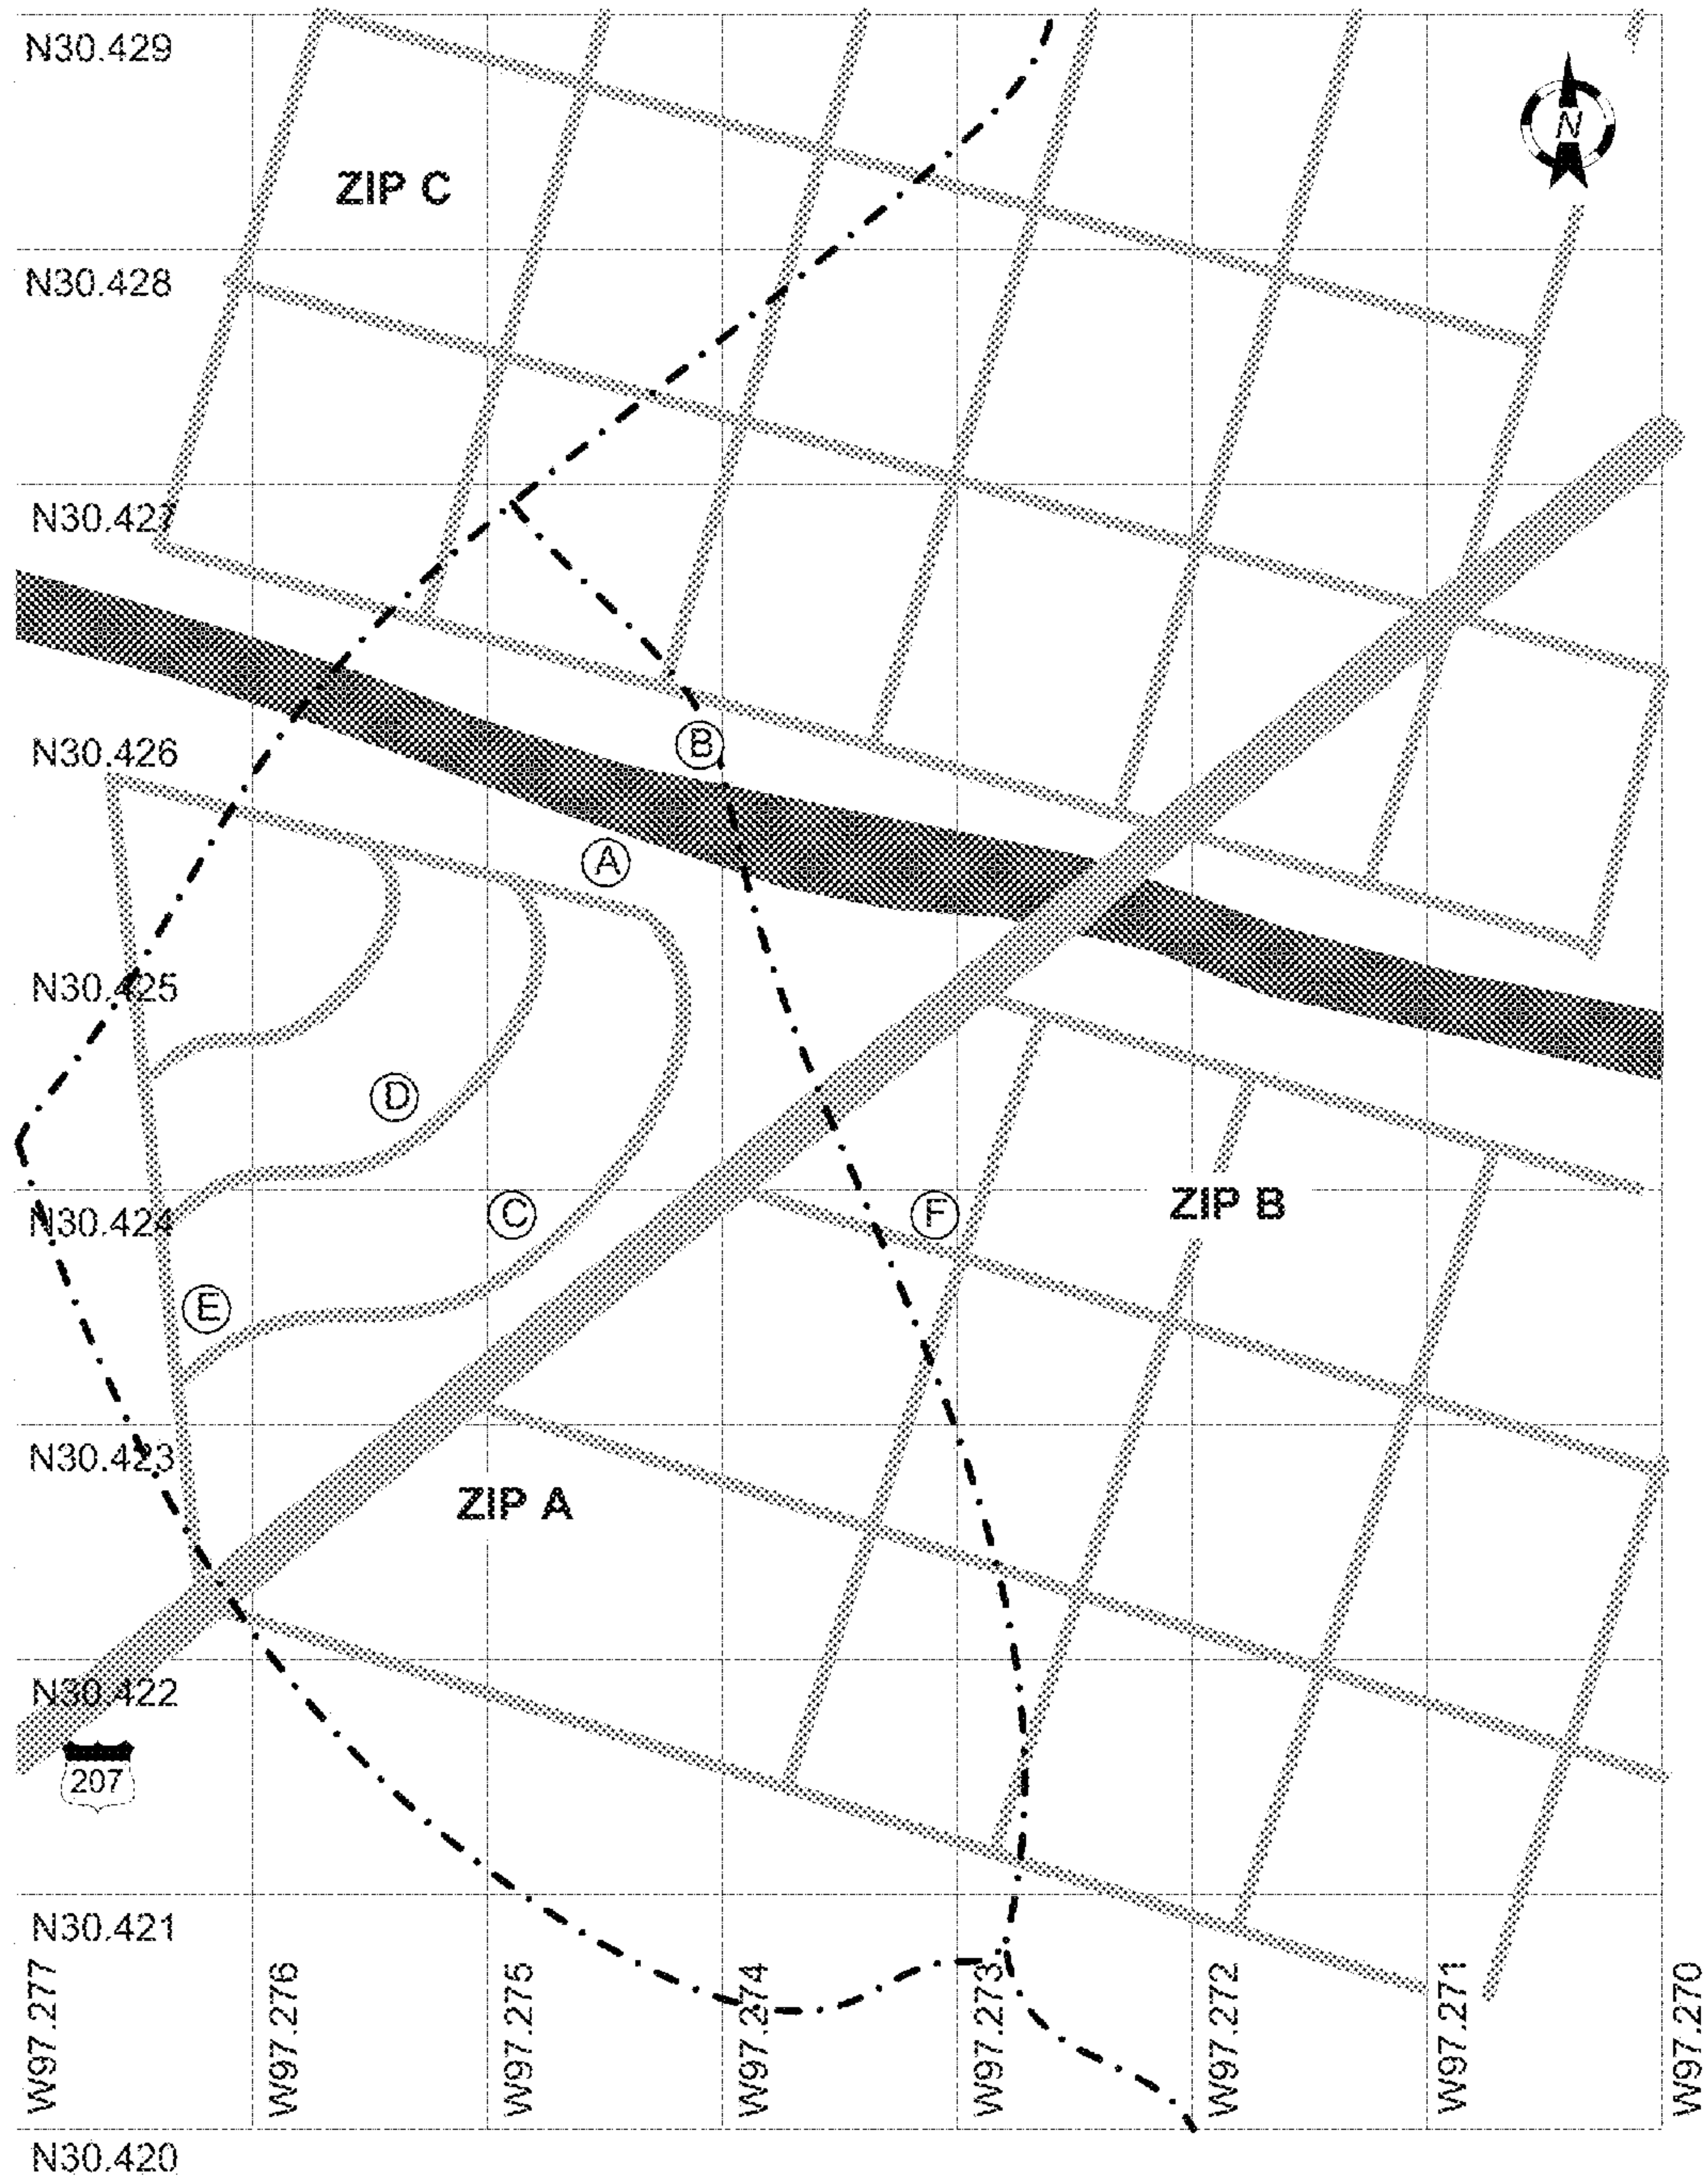 N30.429
N
ZIP C
N30.428
N30.427
B
N30.426
A
N30.425
D
ZIP B
C
F
N30.424
E
N30.423
ZIP A
N30.422
207
N30.421
W97.277
W97.276
W97.275
W97.274
W97.273
W97.272
W97.271
W97.270
N30.420